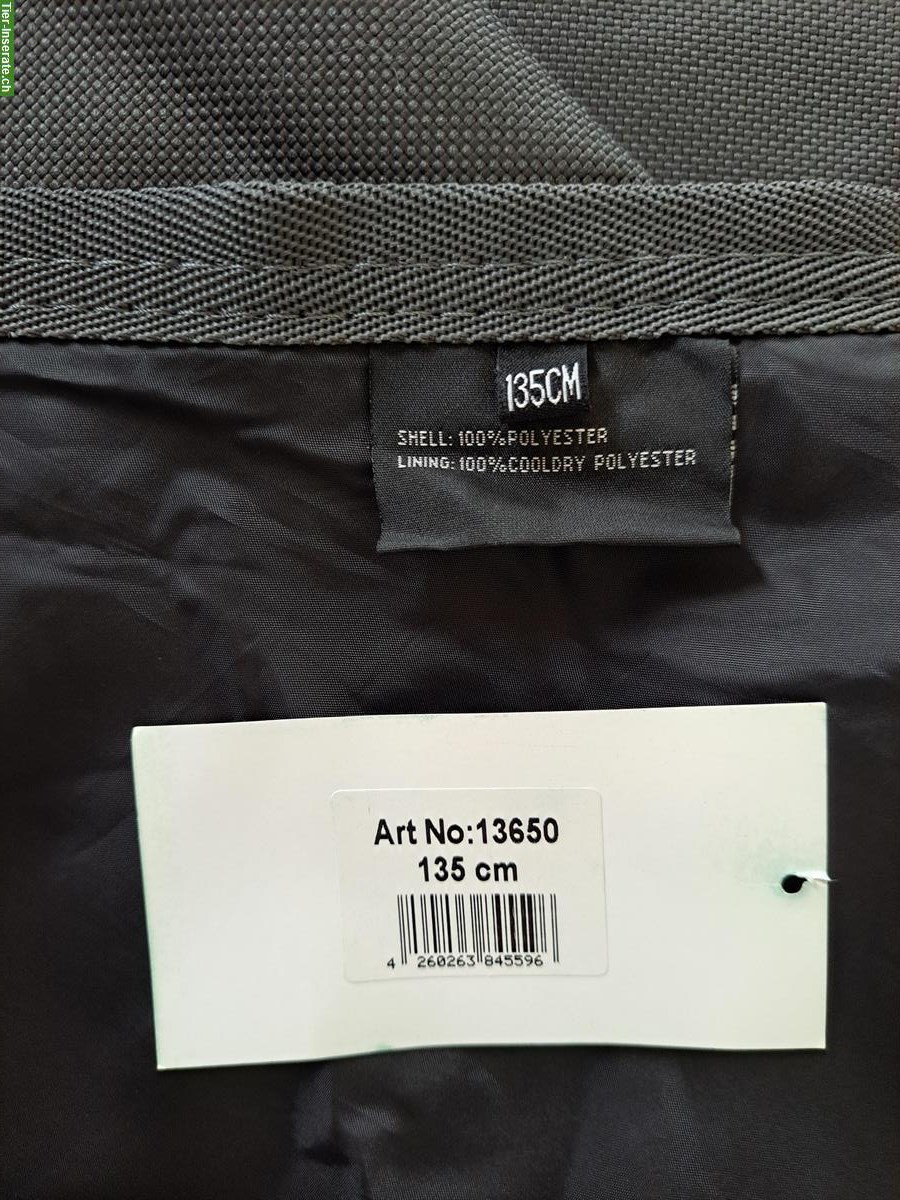 Tier-Inserate.ch
135CM
SHELL: 100%POLYESTER
LINING: 100%COOLDRY POLYESTER
Art No:13650
135 cm
4 260263 845596